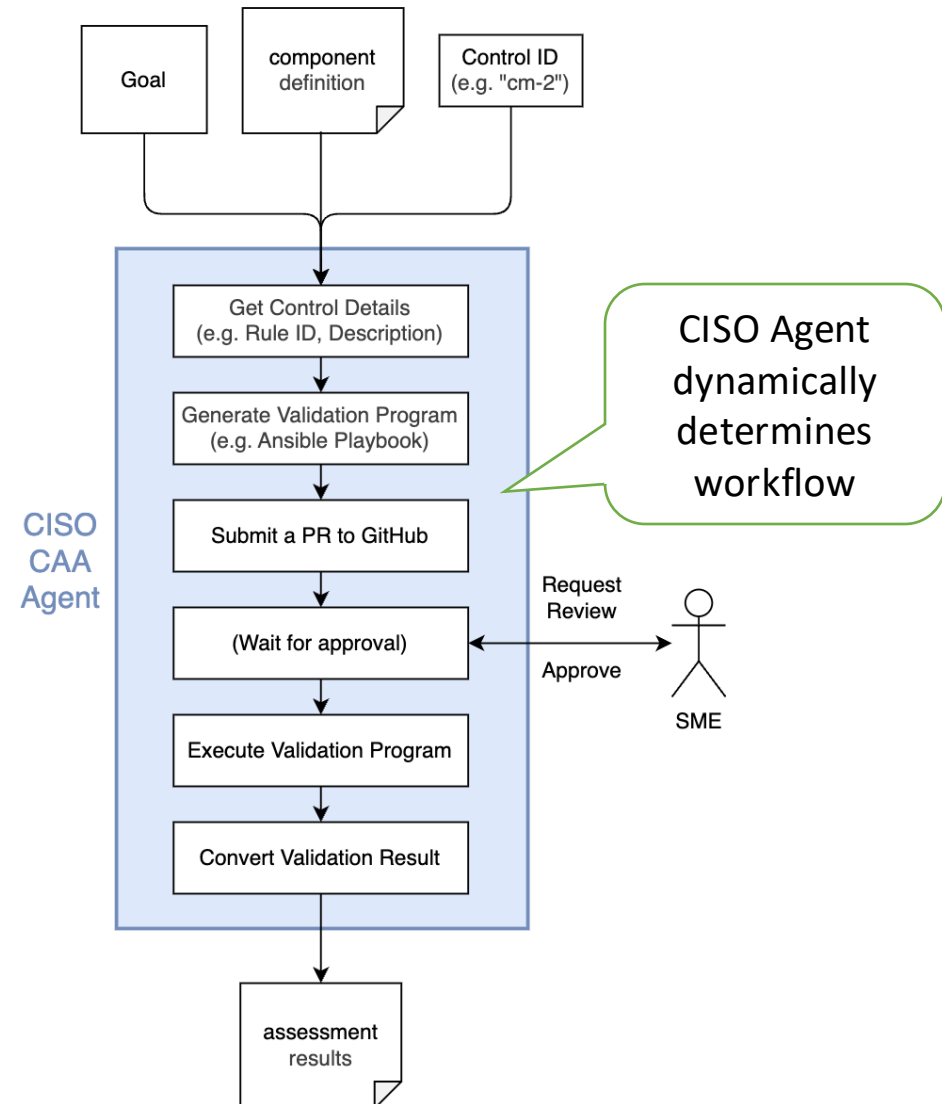 Goal
component
definition
Control ID
(e.g. "cm-2")
Get Control Details
(e.g. Rule ID, Description)
Generate Validation Program
(e.g. Ansible Playbook)
CISO Agent
dynamically
determines
workflow
Submit a PR to GitHub
CISO
CAA
Agent
(Wait for approval)
Request
Review
Approve
SME
Execute Validation Program
Convert Validation Result
assessment
results